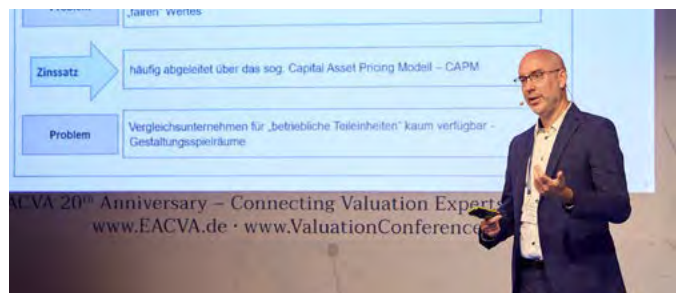 „fairen" Wertes
Zinssatz
häufig abgeleitet über das sog. Capital Asset Pricing Modell – CAPM
Problem
Vergleichsunternehmen für „betriebliche Teileinheiten" kaum verfügbar -
Gestaltungsspielräume
ACVA 20th Anniversary – Connecting Valuation Experts
www.EACVA.de · www.ValuationConference